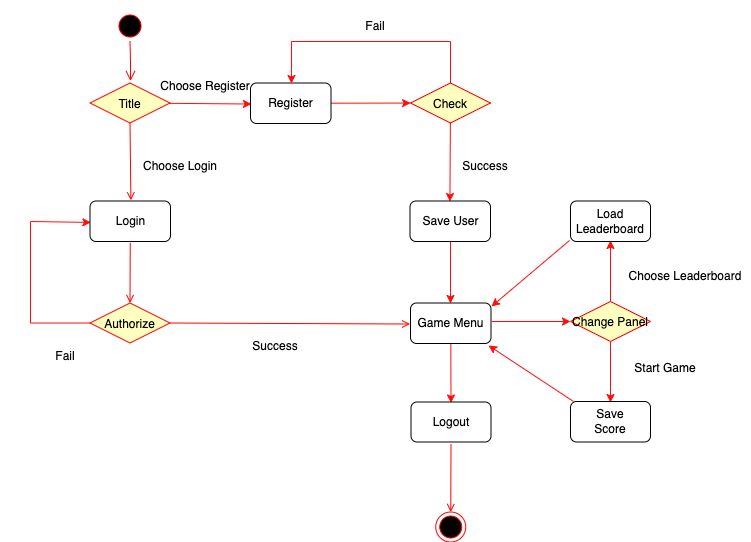 Fail
Choose Register
Title
Register
Check
Choose Login
Success
Login
Save User
Load
Leaderboard
Choose Leaderboard
Authorize
Game Menu
Change Panel
Success
Fail
Start Game
Logout
Save
Score